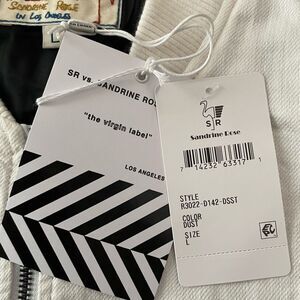 Sandrine Rose
in Los Angeles
L
SR vs. SANDRINE ROSE
"the virgin label"
LOS ANGELES
SR
Sandrine Rose
7 14232 63317 1
STYLE
R3022-D142-DSST
COLOR
DUST
SIZE
L